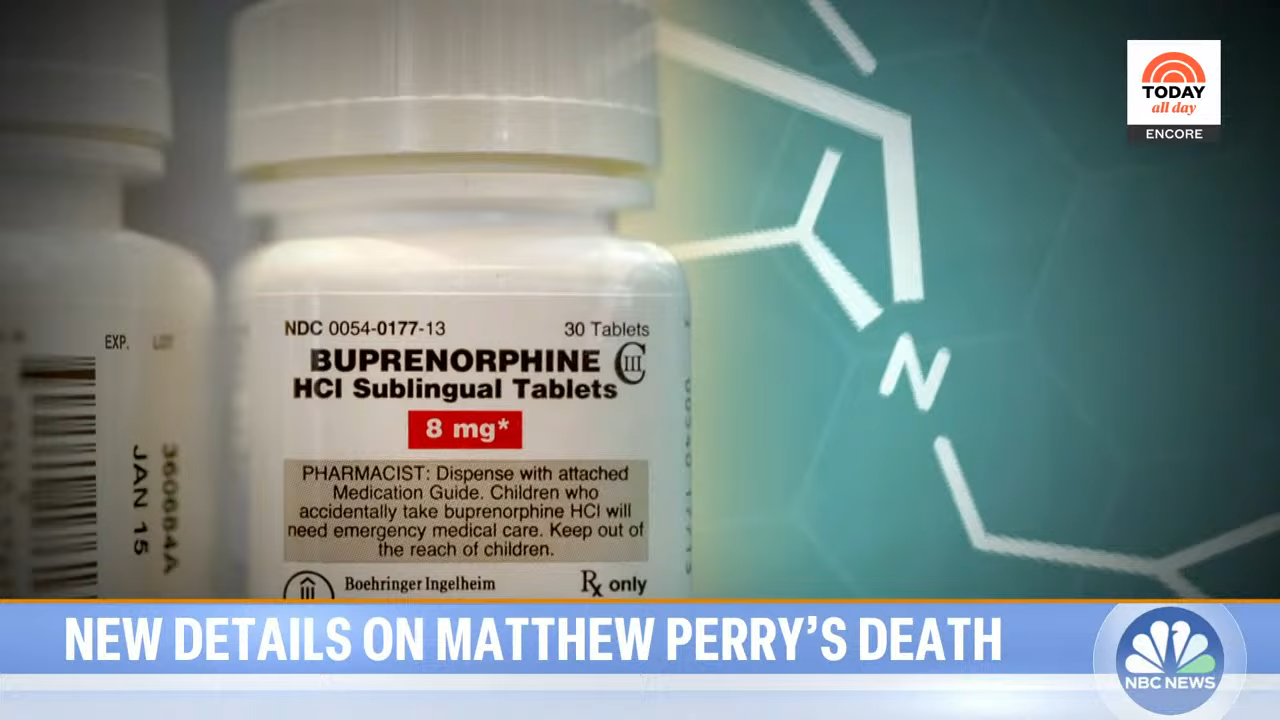 TODAY
all day
ENCORE
EXP.
JAN 15
360684A
NDC 0054-0177-13
30 Tablets
BUPRENORPHINE CIII
HCl Sublingual Tablets
8 mg*
PHARMACIST: Dispense with attached
Medication Guide. Children who
accidentally take buprenorphine HCl will
need emergency medical care. Keep out of
the reach of children.
Boehringer Ingelheim
Rx only
N
NEW DETAILS ON MATTHEW PERRY'S DEATH
NBC NEWS